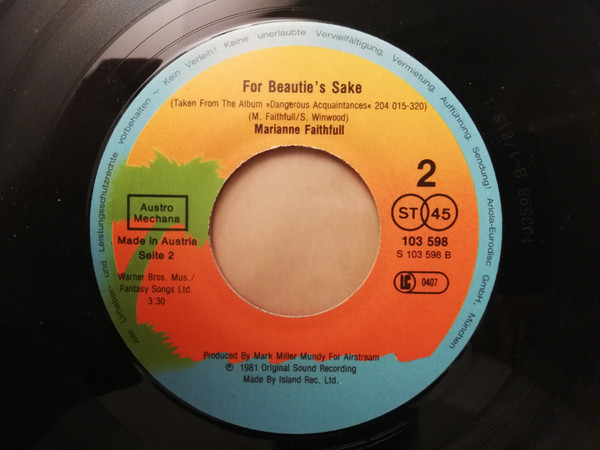 Alle Urheber- und Leistungsschutzrechte vorbehalten – Kein Verleih! Keine unerlaubte Vervielfältigung, Vermietung, Aufführung, Sendung! Ariola-Eurodisc GmbH, München
For Beautie's Sake
(Taken From The Album »Dangerous Acquaintances« 204 015-320)
(M. Faithfull/S. Winwood)
Marianne Faithfull
2
Austro
Mechana
ST 45
Made in Austria
Seite 2
103 598
S 103 598 B
Warner Bros. Mus./
Fantasy Songs Ltd.
3:30
LC 0407
Produced By Mark Miller Mundy For Airstream
℗ 1981 Original Sound Recording
Made By Island Rec. Ltd.